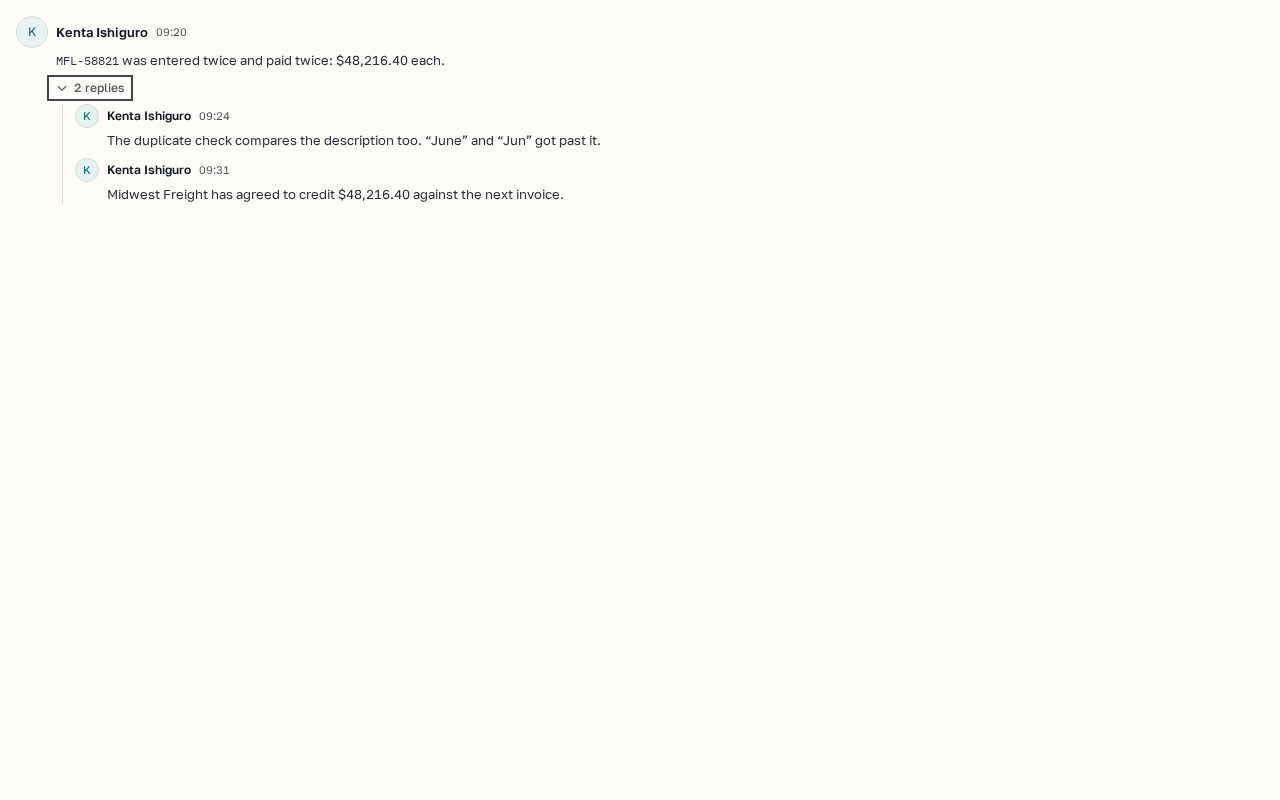 K
Kenta Ishiguro 09:20
MFL-58821 was entered twice and paid twice: $48,216.40 each.
2 replies
K
Kenta Ishiguro 09:24
The duplicate check compares the description too. “June” and “Jun” got past it.
K
Kenta Ishiguro 09:31
Midwest Freight has agreed to credit $48,216.40 against the next invoice.